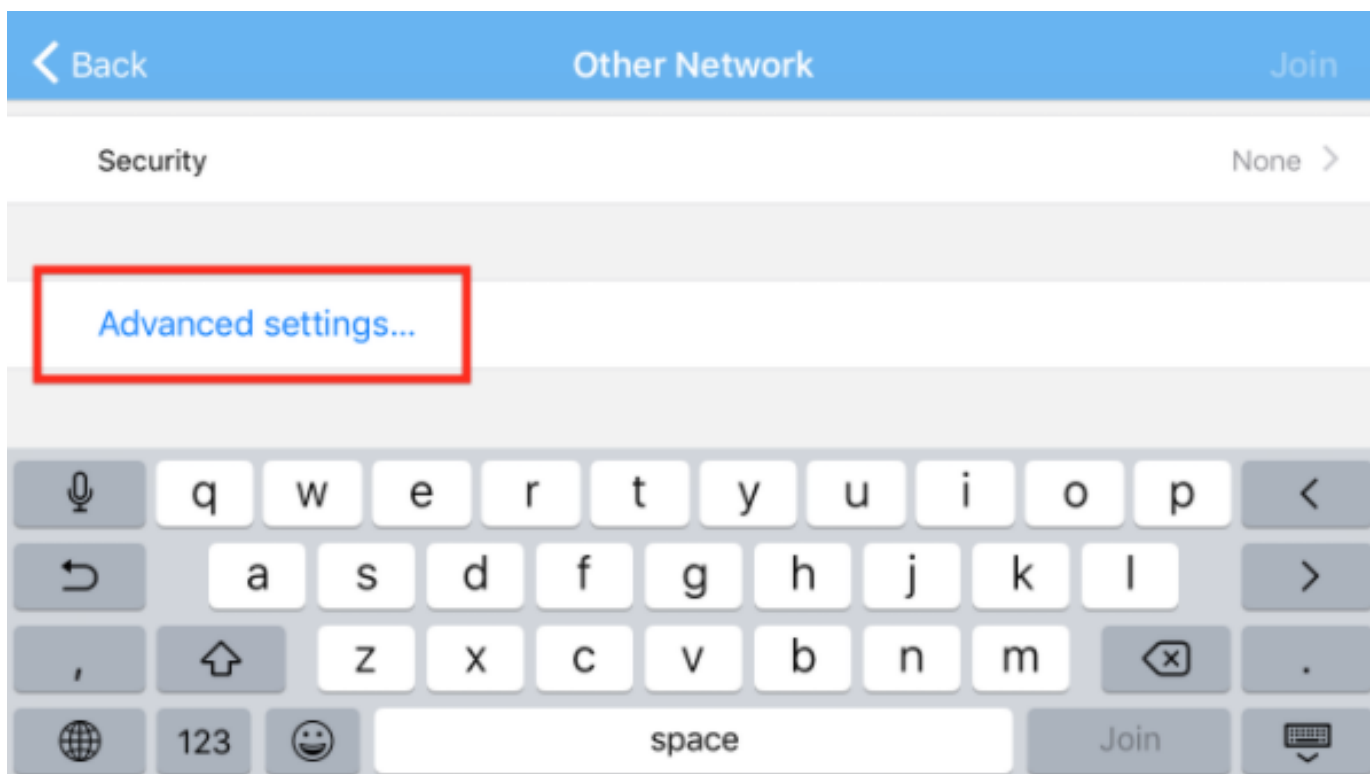 Back Other Network Join
Security None
Advanced settings...
q w e r t y u i o p <
a s d f g h j k l >
, z x c v b n m .
123 space Join